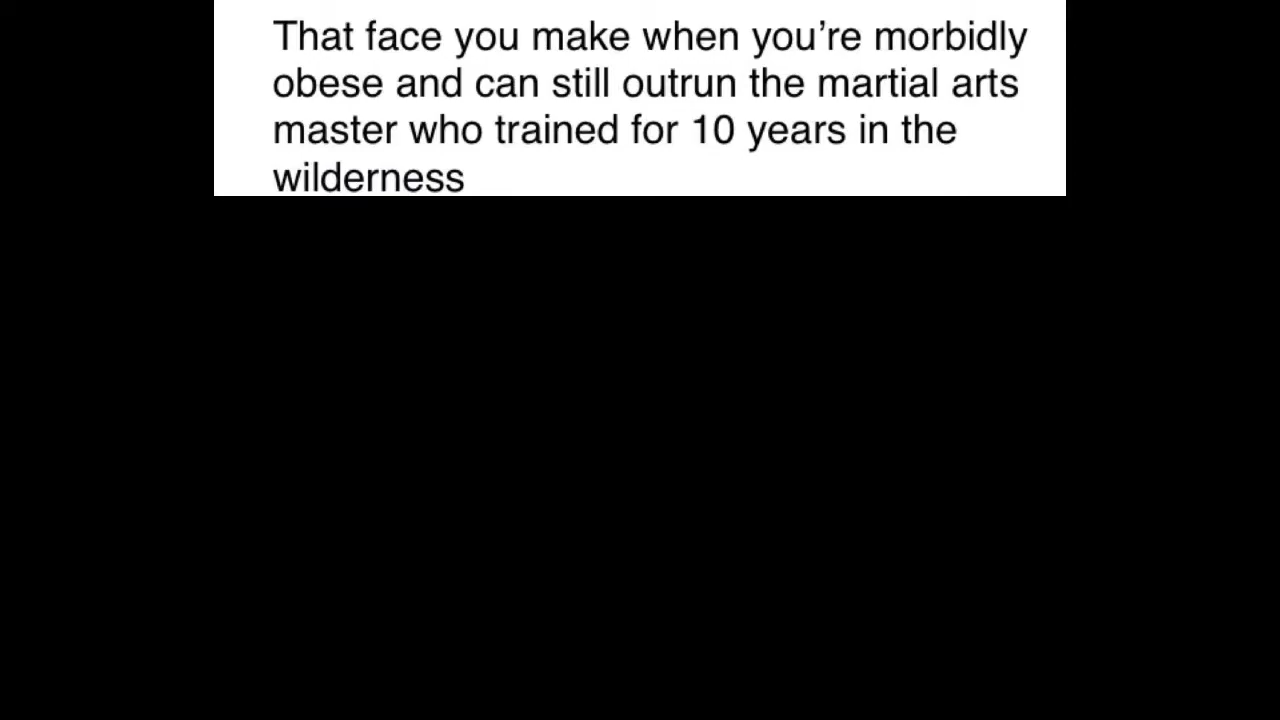 That face you make when you’re morbidly
obese and can still outrun the martial arts
master who trained for 10 years in the
wilderness